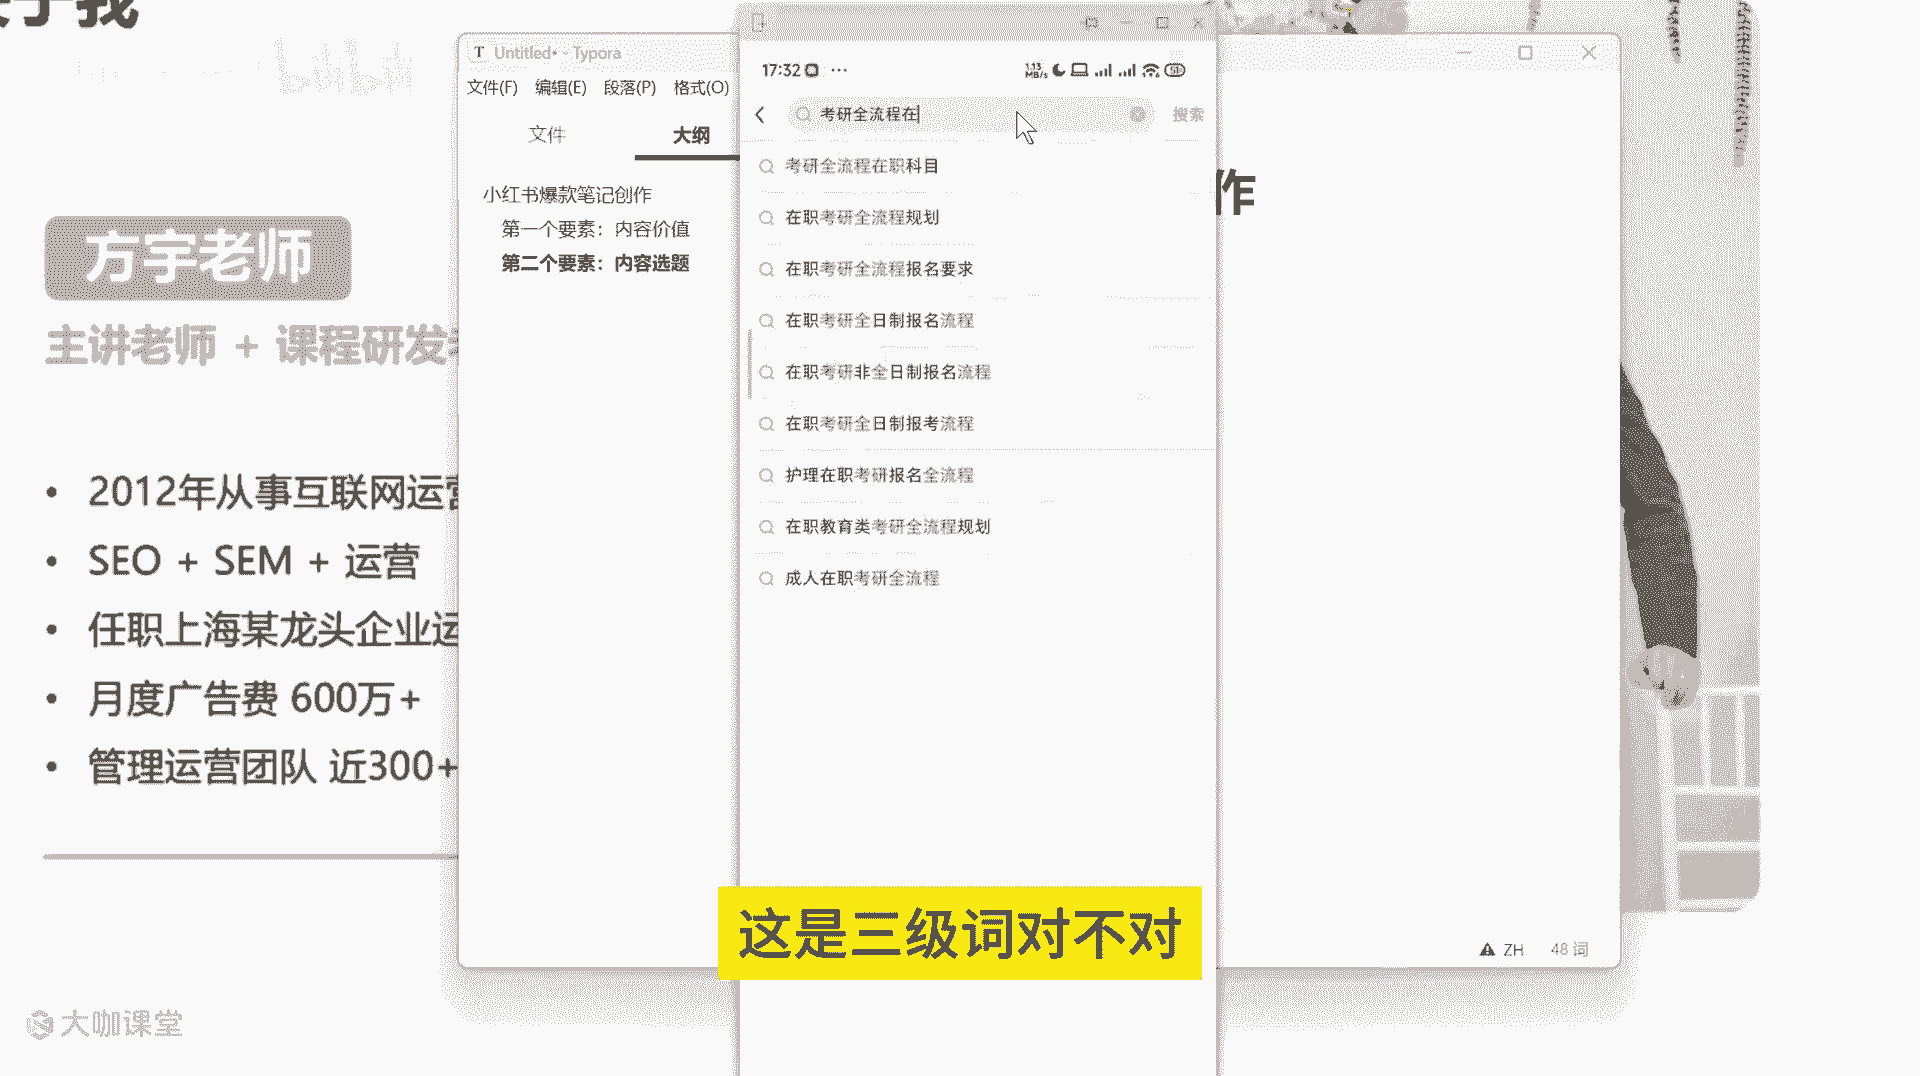 方宇老师
主讲老师 + 课程研发
• 2012年从事互联网运营
• SEO + SEM + 运营
• 任职上海某龙头企业运
• 月度广告费 600万+
• 管理运营团队 近300+
大咖课堂
bilibili
Untitled• - Typora
文件(F) 编辑(E) 段落(P) 格式(O)
文件 大纲
小红书爆款笔记创作
第一个要素：内容价值
第二个要素：内容选题
作
17:32 ···
1.13 MB/s
考研全流程在
搜索
考研全流程在职科目
在职考研全流程规划
在职考研全流程报名要求
在职考研全日制报名流程
在职考研非全日制报名流程
在职考研全日制报考流程
护理在职考研报名全流程
在职教育类考研全流程规划
成人在职考研全流程
这是三级词对不对
ZH 48 词